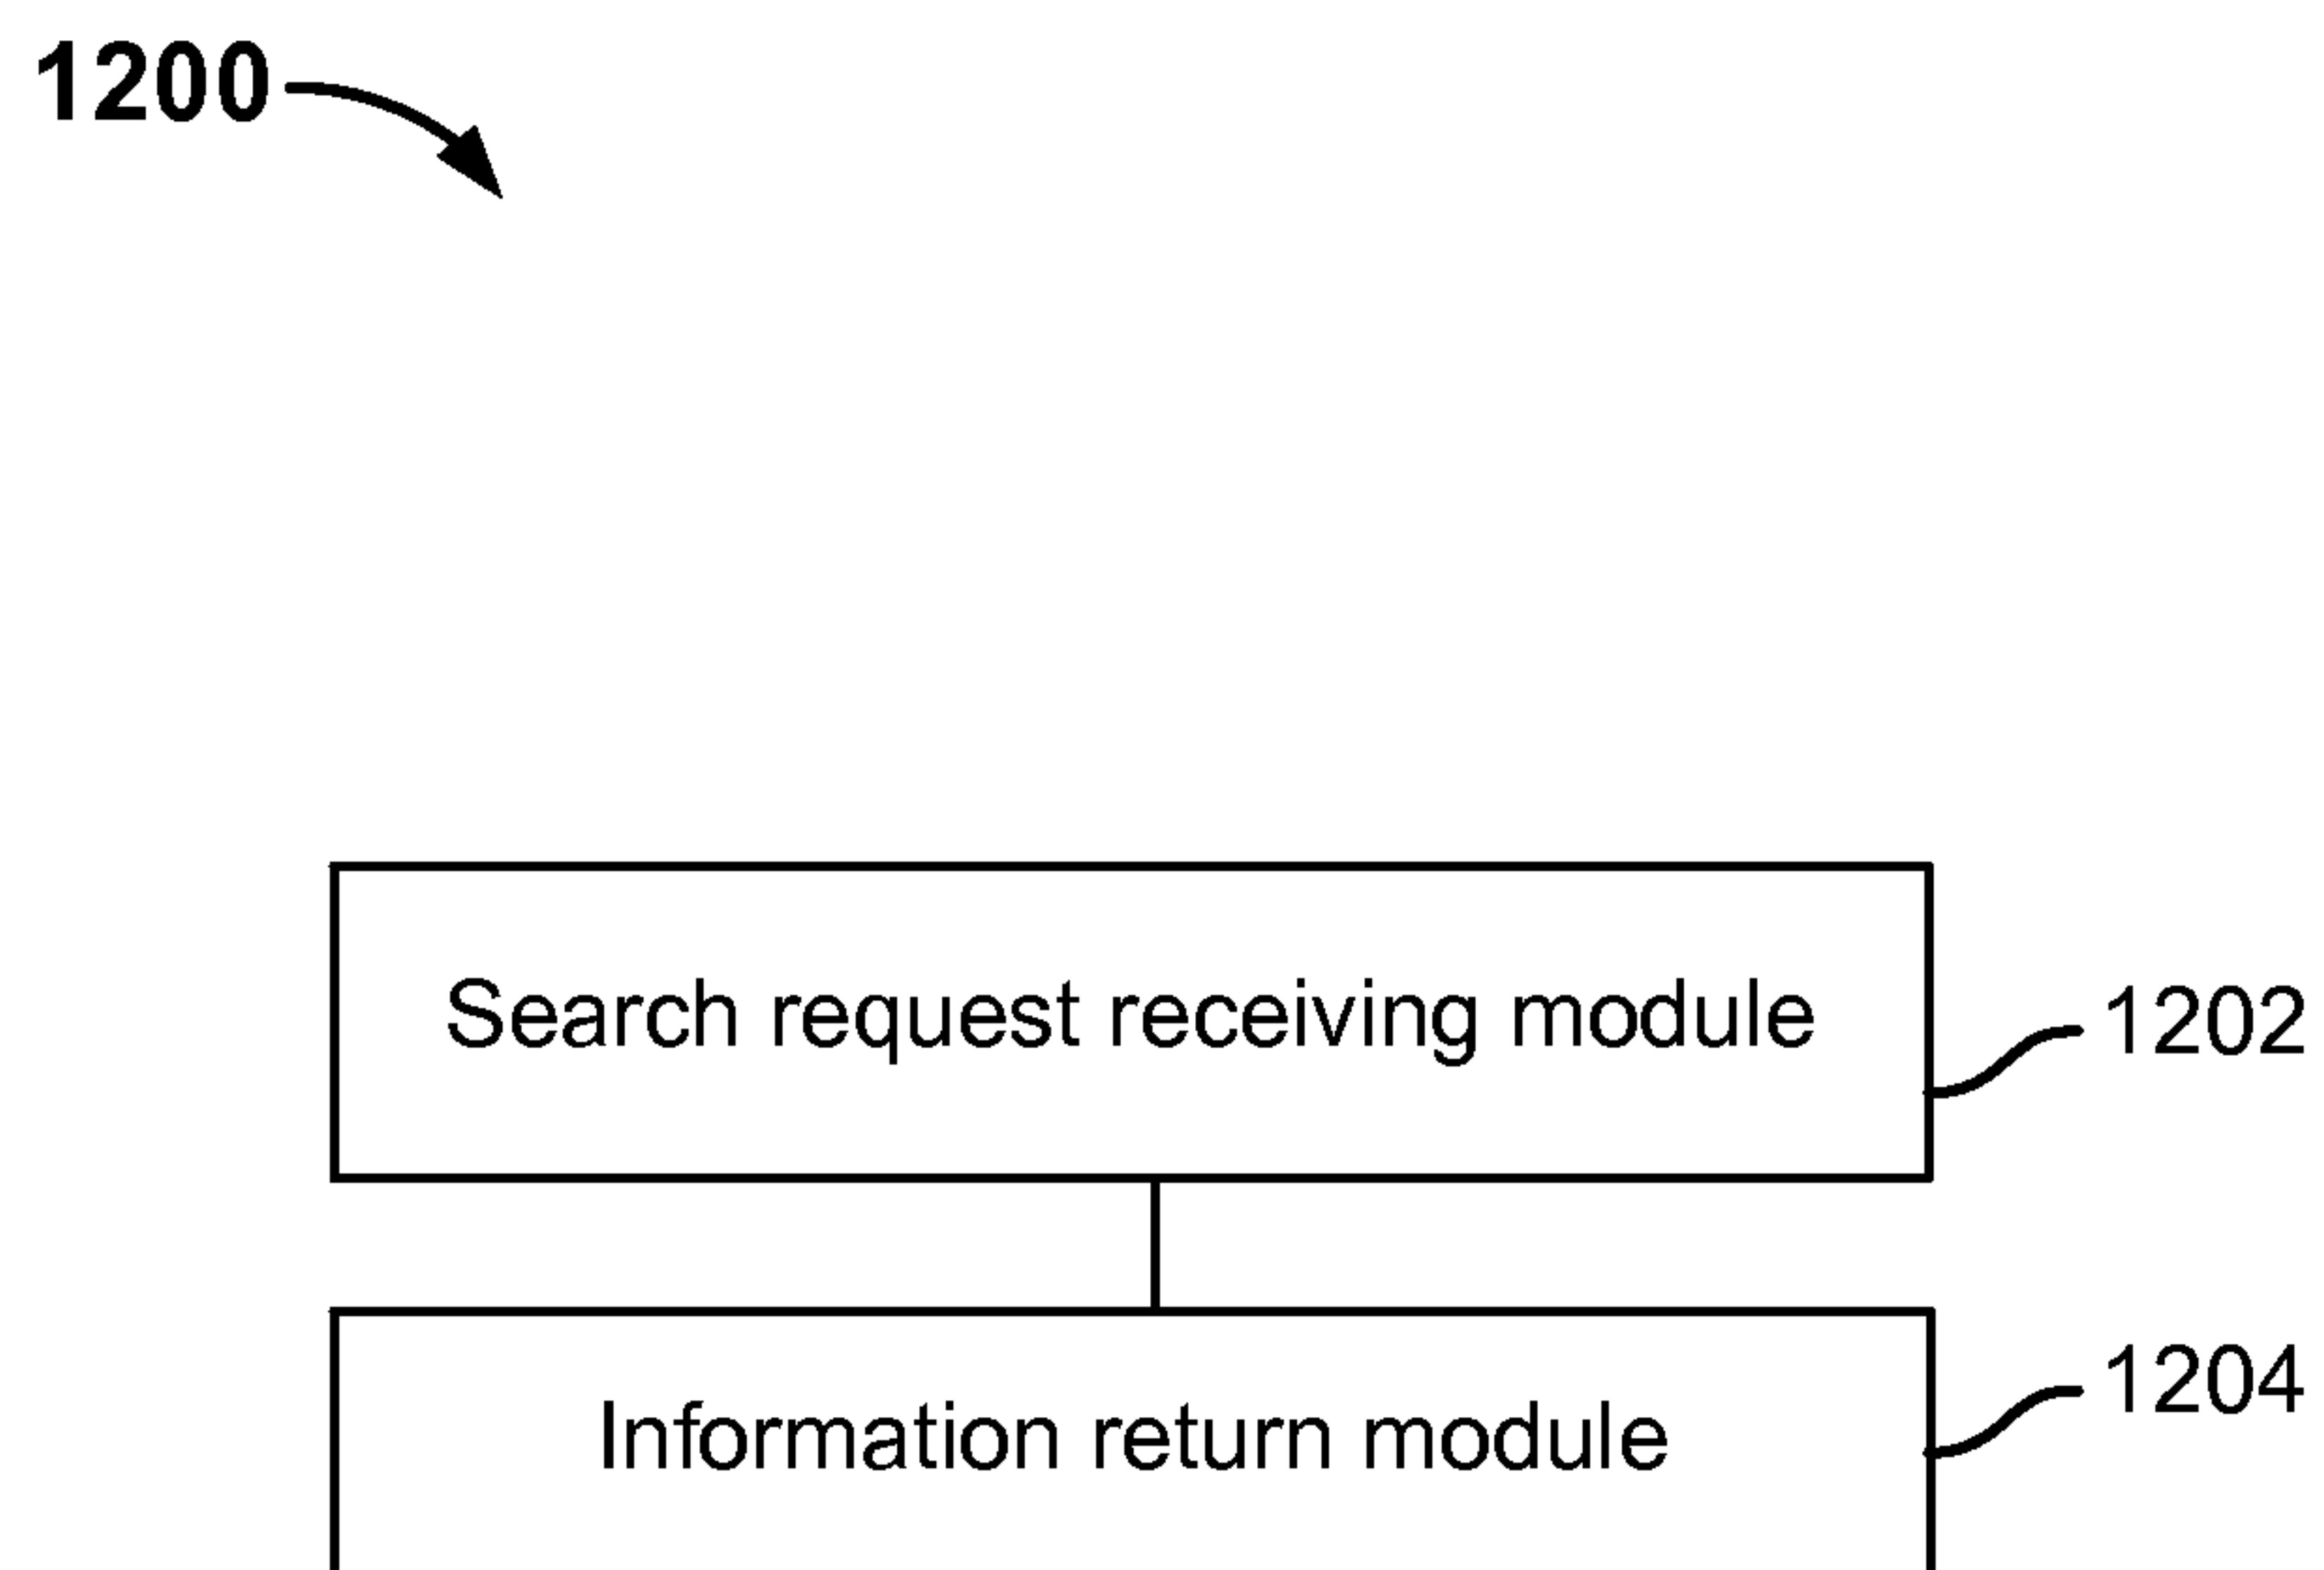 1200
Search request receiving module
1202
1204
Information return module